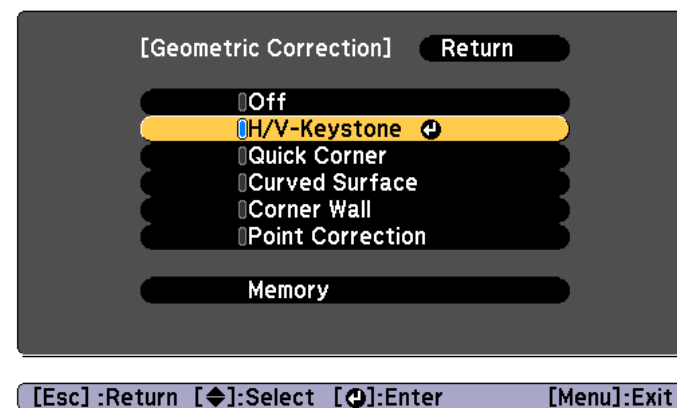 [Geometric Correction] Return
Off
H/V-Keystone
Quick Corner
Curved Surface
Corner Wall
Point Correction
Memory
[Esc] :Return [◆]:Select [⏎]:Enter [Menu]:Exit